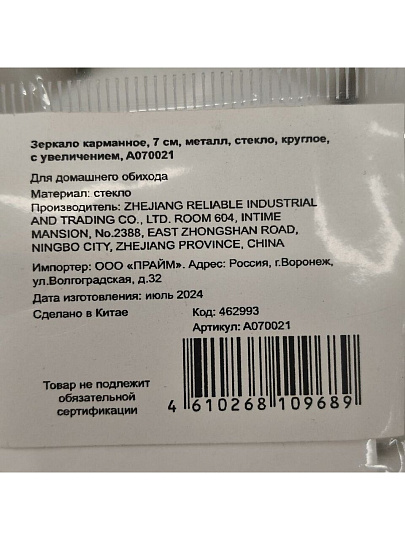 Зеркало карманное, 7 см, металл, стекло, круглое,
с увеличением, A070021
Для домашнего обихода
Материал: стекло
Производитель: ZHEJIANG RELIABLE INDUSTRIAL
AND TRADING CO., LTD. ROOM 604, INTIME
MANSION, No.2388, EAST ZHONGSHAN ROAD,
NINGBO CITY, ZHEJIANG PROVINCE, CHINA
Импортер: ООО «ПРАЙМ». Адрес: Россия, г.Воронеж,
ул.Волгоградская, д.32
Дата изготовления: июль 2024
Сделано в Китае Код: 462993
Артикул: A070021
Товар не подлежит
обязательной
сертификации
4 610268 109689